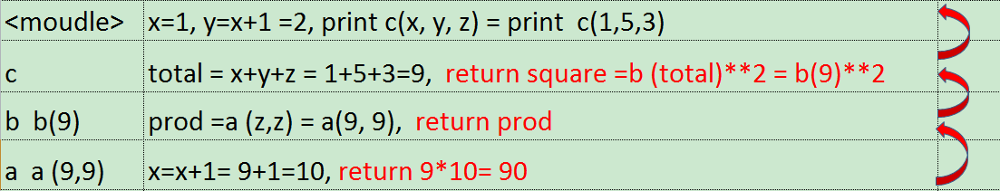 <moudle> x=1, y=x+1 =2, print c(x, y, z) = print c(1,5,3)
c total = x+y+z = 1+5+3=9, return square =b (total)**2 = b(9)**2
b b(9) prod =a (z,z) = a(9, 9), return prod
a a (9,9) x=x+1= 9+1=10, return 9*10= 90